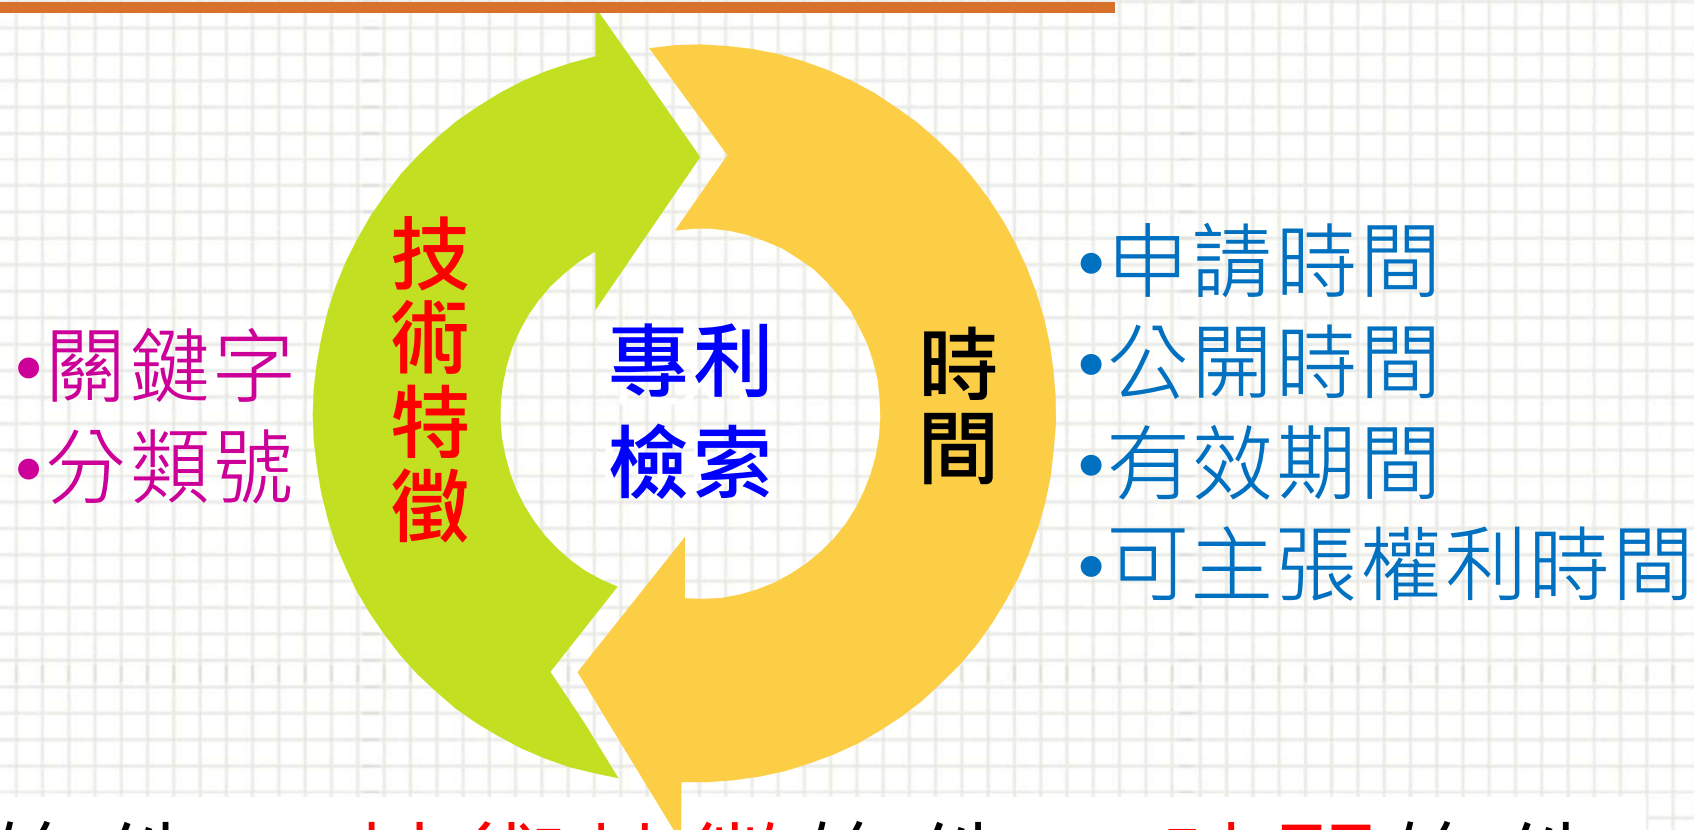 •關鍵字
•分類號
技術特徵
專利
檢索
時間
•申請時間
•公開時間
•有效期間
•可主張權利時間